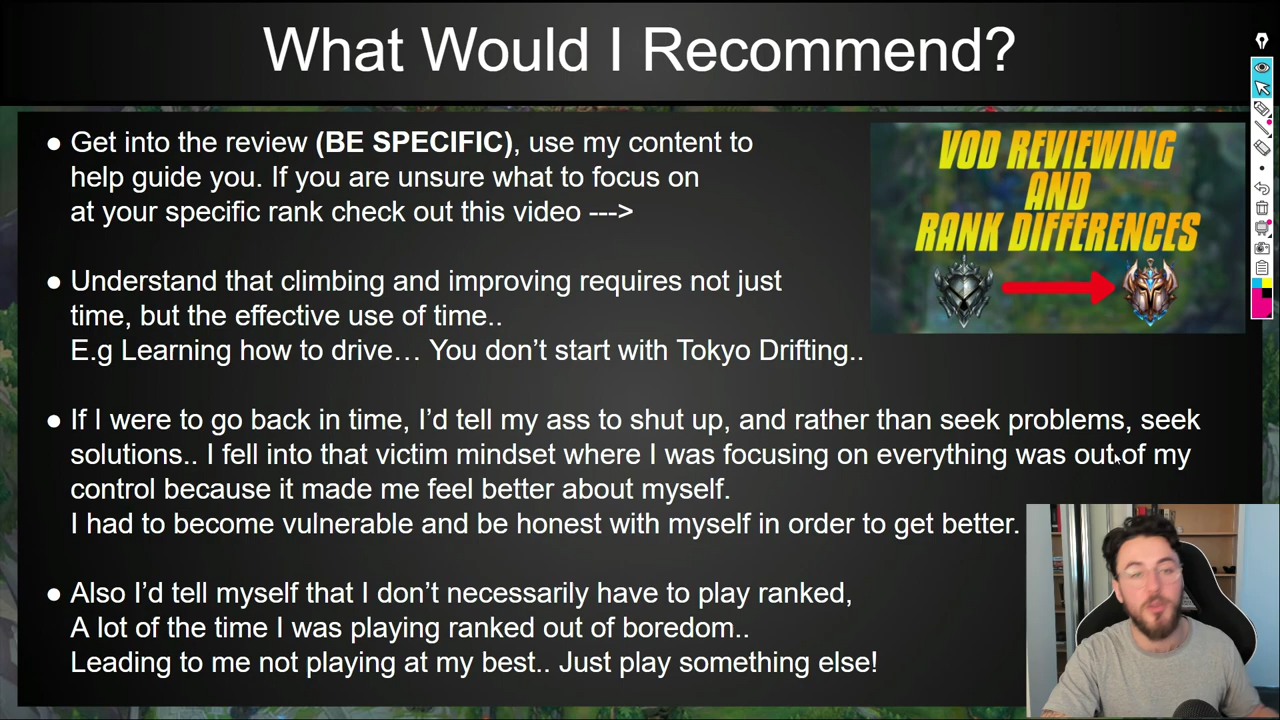 What Would I Recommend?
● Get into the review (BE SPECIFIC), use my content to
help guide you. If you are unsure what to focus on
at your specific rank check out this video --->
VOD REVIEWING
AND
RANK DIFFERENCES
● Understand that climbing and improving requires not just
time, but the effective use of time..
E.g Learning how to drive… You don’t start with Tokyo Drifting..
● If I were to go back in time, I’d tell my ass to shut up, and rather than seek problems, seek
solutions.. I fell into that victim mindset where I was focusing on everything was out of my
control because it made me feel better about myself.
I had to become vulnerable and be honest with myself in order to get better.
● Also I’d tell myself that I don’t necessarily have to play ranked,
A lot of the time I was playing ranked out of boredom..
Leading to me not playing at my best.. Just play something else!